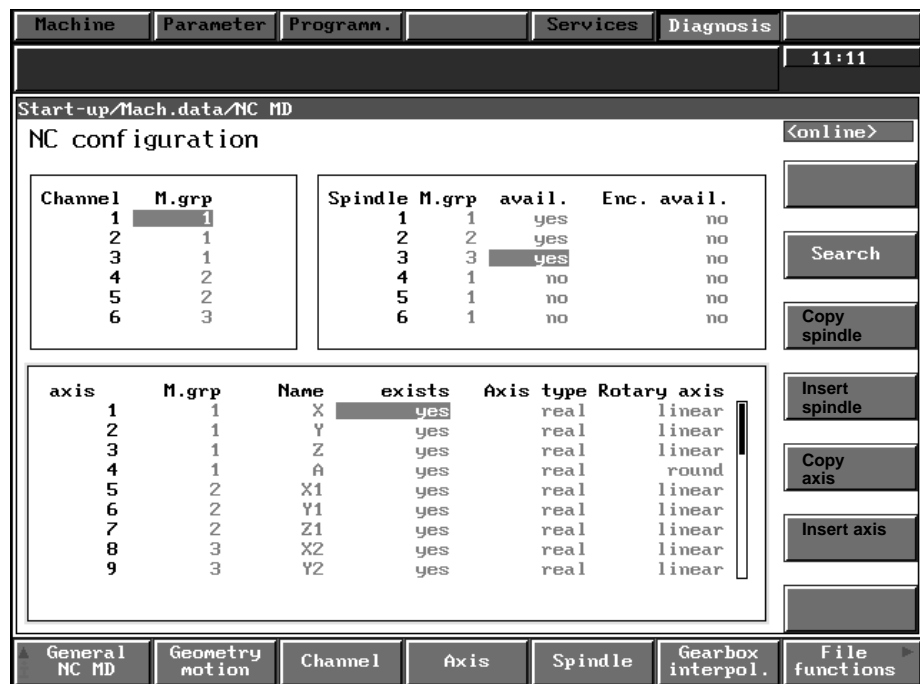 Machine Parameter Programm. Services Diagnosis
11:11
Start-up/Mach.data/NC MD
NC configuration
<online>
Channel M.grp
1 1
2 1
3 1
4 2
5 2
6 3
Spindle M.grp avail. Enc. avail.
1 1 yes no
2 2 yes no
3 3 yes no
4 1 no no
5 1 no no
6 1 no no
axis M.grp Name exists Axis type Rotary axis
1 1 X yes real linear
2 1 Y yes real linear
3 1 Z yes real linear
4 1 A yes real round
5 2 X1 yes real linear
6 2 Y1 yes real linear
7 2 Z1 yes real linear
8 3 X2 yes real linear
9 3 Y2 yes real linear
Search
Copy
spindle
Insert
spindle
Copy
axis
Insert axis
General
NC MD
Geometry
motion
Channel
Axis
Spindle
Gearbox
interpol.
File
functions